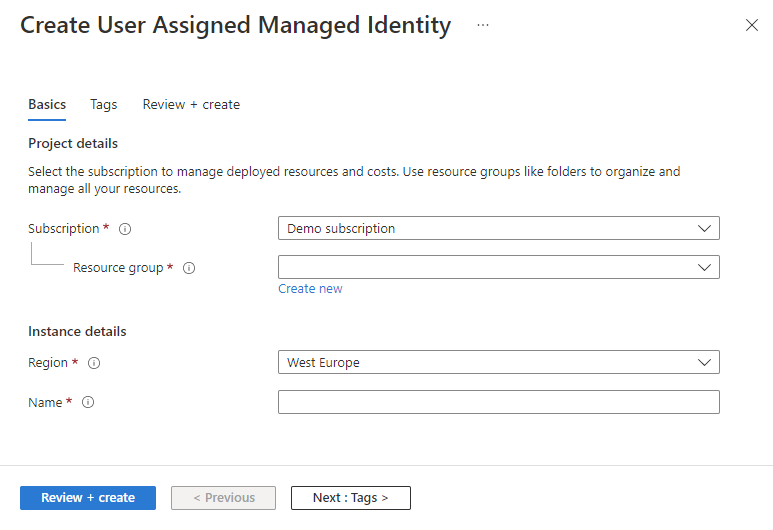 Create User Assigned Managed Identity ...
Basics Tags Review + create
Project details
Select the subscription to manage deployed resources and costs. Use resource groups like folders to organize and
manage all your resources.
Subscription * Demo subscription
Resource group *
Create new
Instance details
Region * West Europe
Name *
Review + create < Previous Next : Tags >